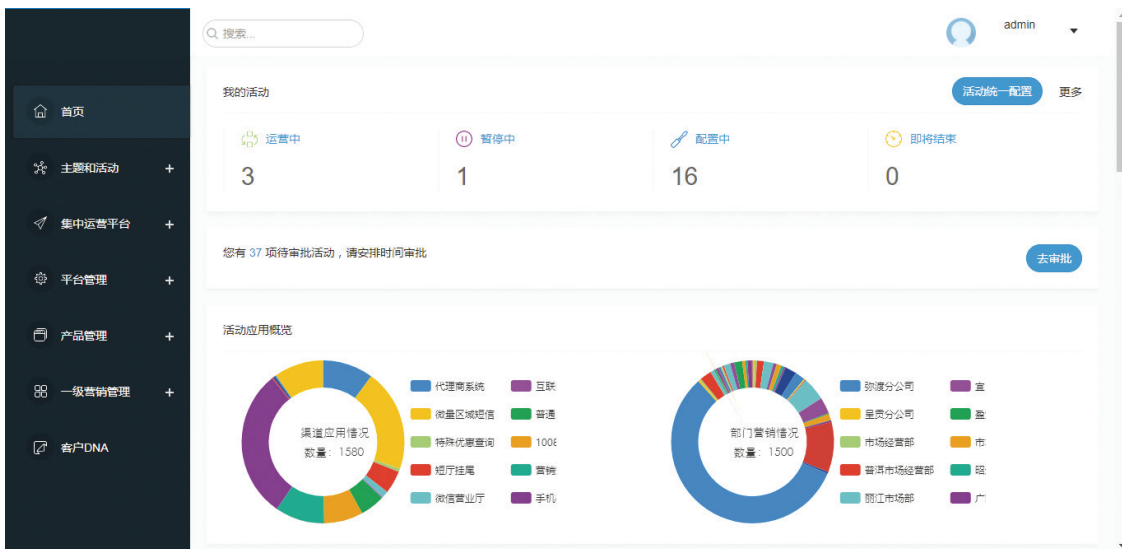 搜索...
admin
首页
主题和活动 +
集中运营平台 +
平台管理 +
产品管理 +
一级营销管理 +
客户DNA
我的活动
活动统一配置 更多
运营中 暂停中 配置中 即将结束
3 1 16 0
您有 37 项待审批活动，请安排时间审批
去审批
活动应用概览
渠道应用情况
数量: 1580
代理商系统 互联
微量区域短信 普通
特殊优惠查询 1008
短厅挂尾 营销
微信营业厅 手机
部门营销情况
数量: 1500
弥渡分公司 宣
呈贡分公司
市场经营部 市
普洱市场经营部
丽江市场部 广